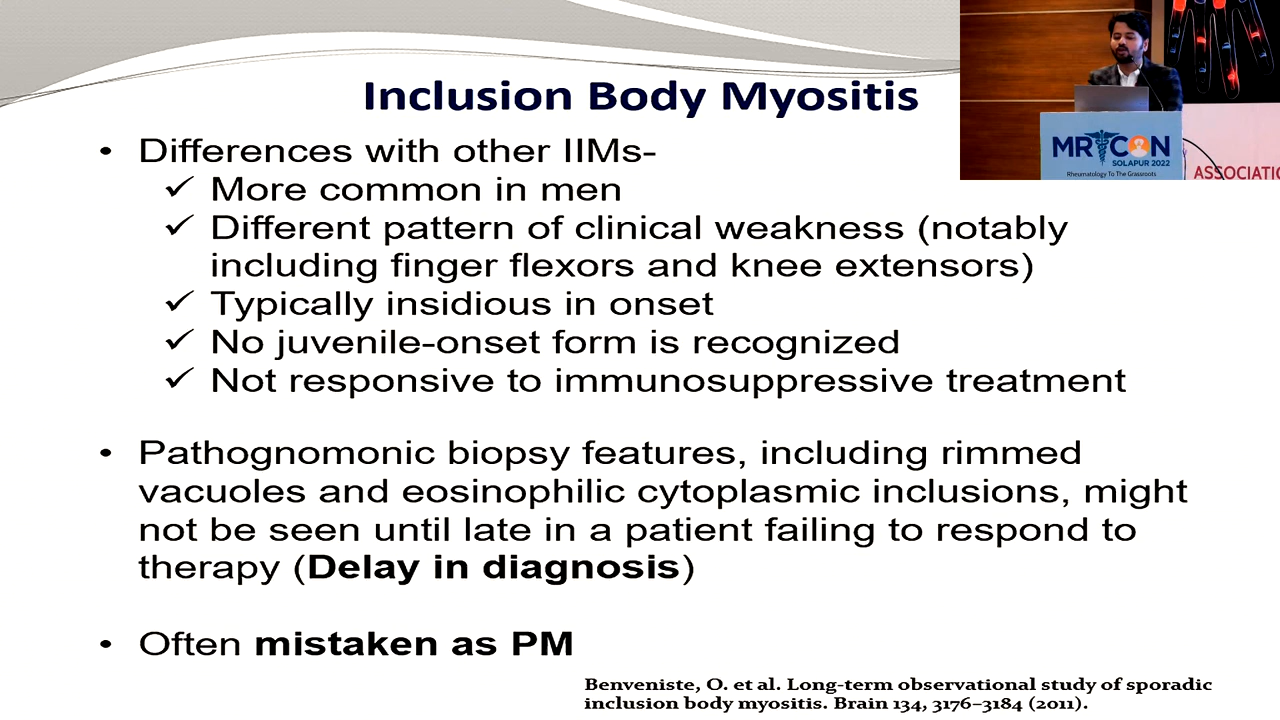 Inclusion Body Myositis
• Differences with other IIMs-
✓ More common in men
✓ Different pattern of clinical weakness (notably
including finger flexors and knee extensors)
✓ Typically insidious in onset
✓ No juvenile-onset form is recognized
✓ Not responsive to immunosuppressive treatment
• Pathognomonic biopsy features, including rimmed
vacuoles and eosinophilic cytoplasmic inclusions, might
not be seen until late in a patient failing to respond to
therapy (Delay in diagnosis)
• Often mistaken as PM
Benveniste, O. et al. Long-term observational study of sporadic
inclusion body myositis. Brain 134, 3176–3184 (2011).
MRCON
SOLAPUR 2022
Rheumatology To The Grassroots
ASSOCIATIO